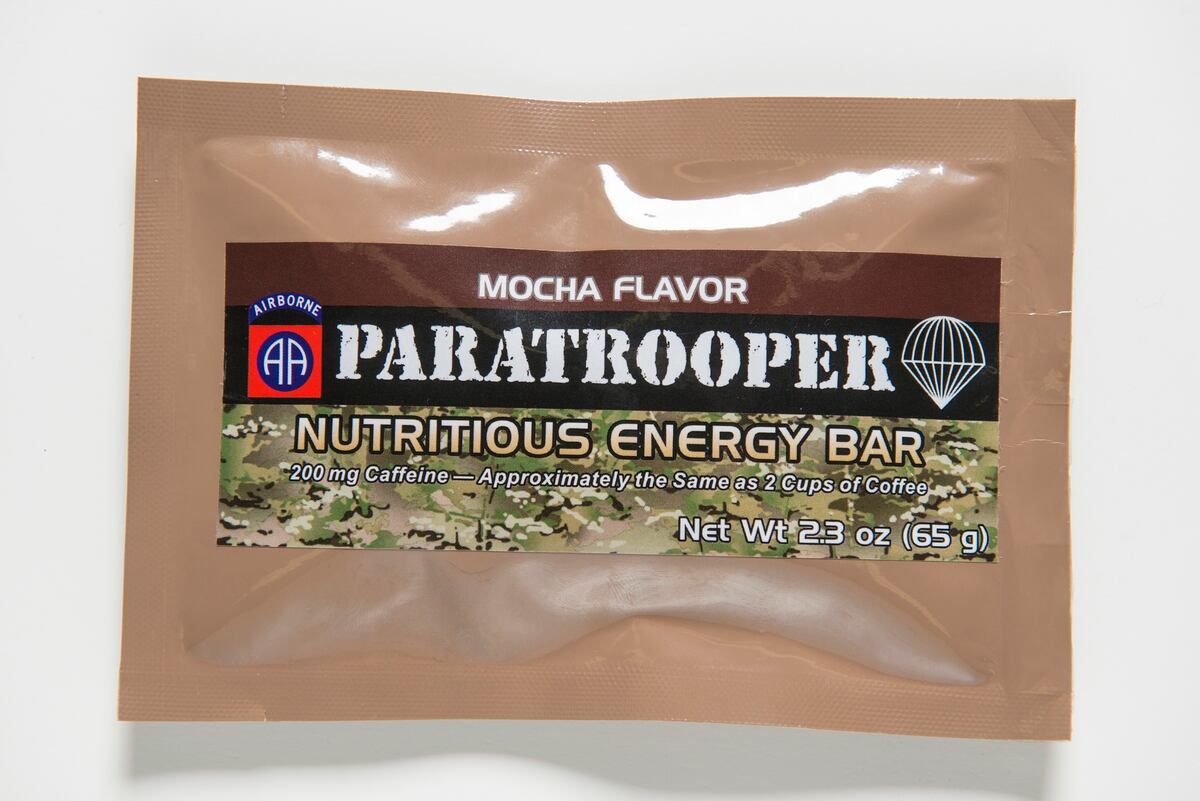 MOCHA FLAVOR
AIRBORNE
AA
PARATROOPER
NUTRITIOUS ENERGY BAR
200 mg Caffeine — Approximately the Same as 2 Cups of Coffee
Net Wt 2.3 oz (65 g)